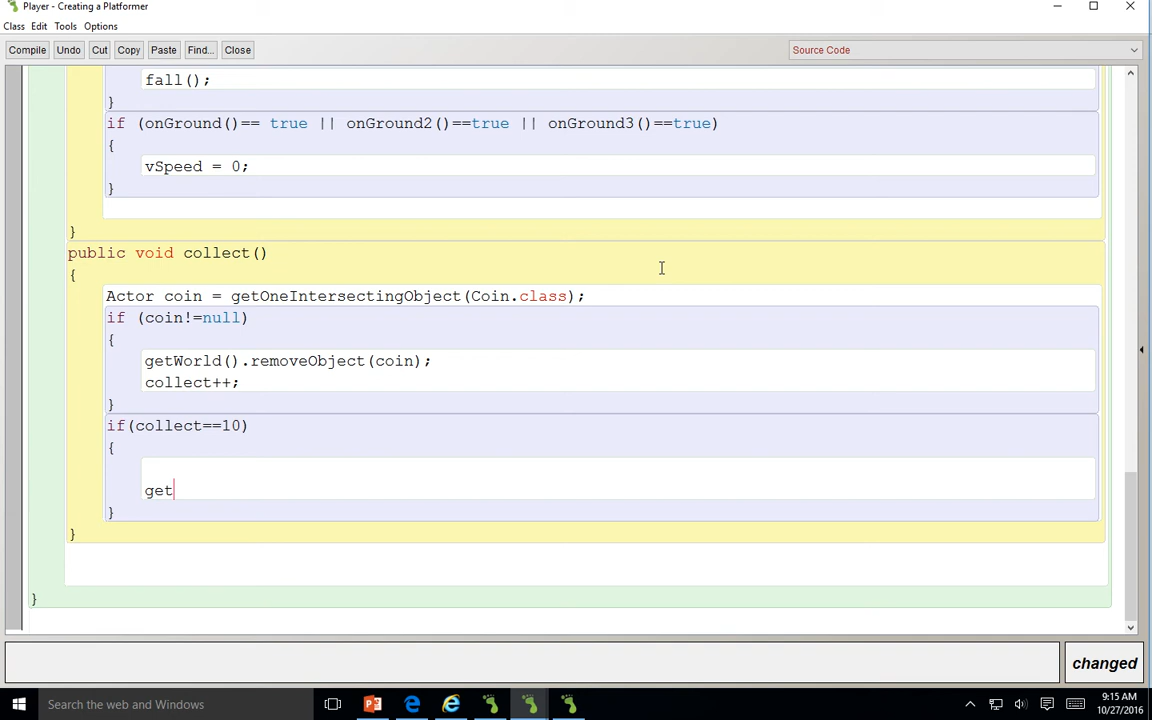 Player - Creating a Platformer
Class Edit Tools Options
Compile Undo Cut Copy Paste Find... Close Source Code
fall();
}
if (onGround()== true || onGround2()==true || onGround3()==true)
{
vSpeed = 0;
}
}
public void collect()
{
Actor coin = getOneIntersectingObject(Coin.class);
if (coin!=null)
{
getWorld().removeObject(coin);
collect++;
}
if(collect==10)
{
get
}
}
}
changed
Search the web and Windows
9:15 AM
10/27/2016